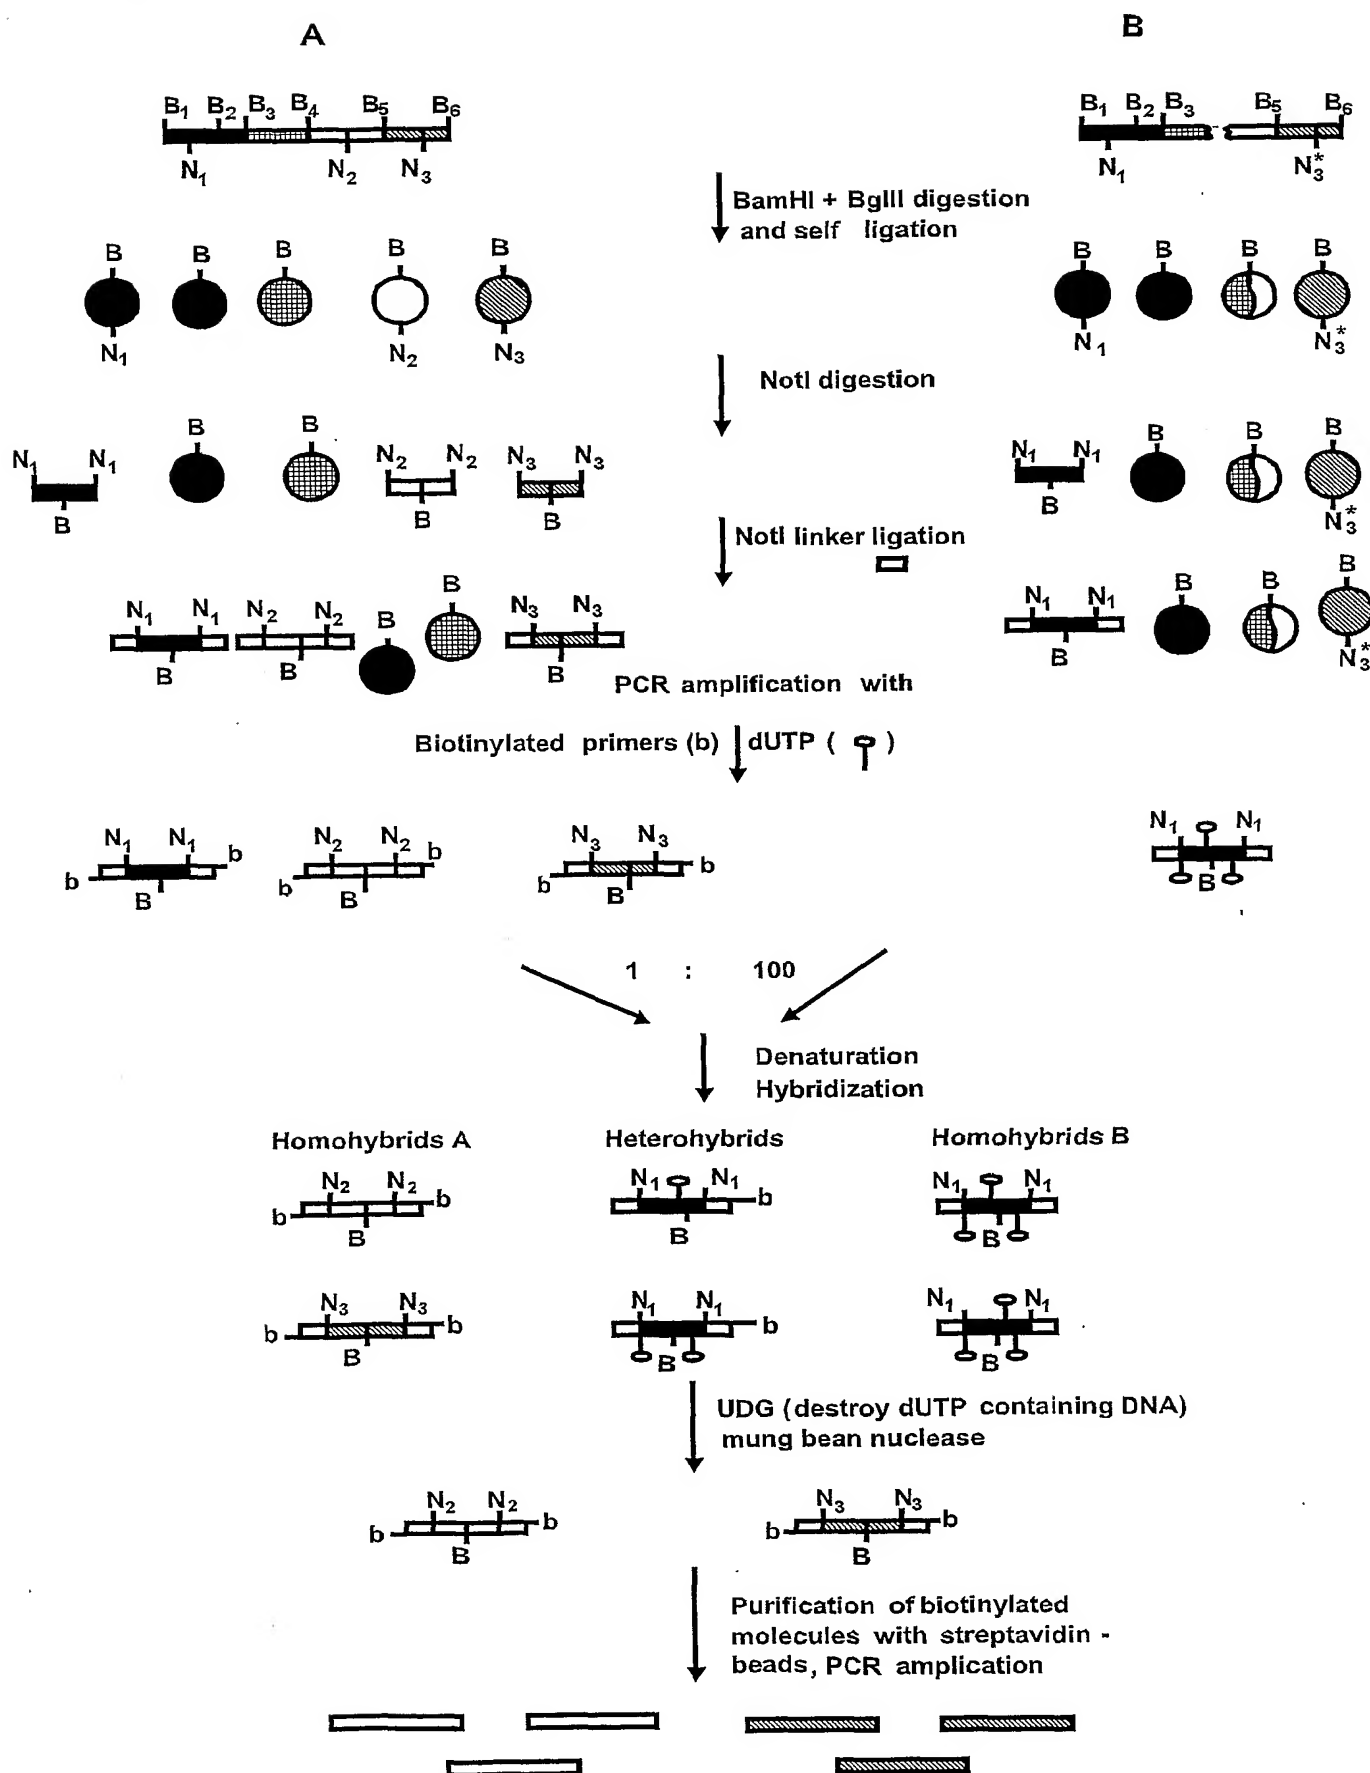 A B
B1 B2 B3 B4 B5 B6 B1 B2 B3 B5 B6
N1 N2 N3 N1 N3*
BamHI + BglII digestion
and self ligation
B B B B B B B B B
N1 N2 N3 N1 N3*
NotI digestion
B B B B B
N1 N1 N2 N2 N3 N3 N1 N1
B B B B N3*
NotI linker ligation
B B B B B
N1 N1 N2 N2 N3 N3 N1 N1
B B B B N3*
PCR amplification with
Biotinylated primers (b) dUTP ( )
N1 N1 N2 N2 N3 N3 N1 N1
b b b b b b
B B B B
1 : 100
Denaturation
Hybridization
Homohybrids A Heterohybrids Homohybrids B
N2 N2 N1 N1 N1 N1
b b b
B B B
N3 N3 N1 N1 N1 N1
b b b
B B B
UDG (destroy dUTP containing DNA)
mung bean nuclease
N2 N2 N3 N3
b b b b
B B
Purification of biotinylated
molecules with streptavidin -
beads, PCR amplication